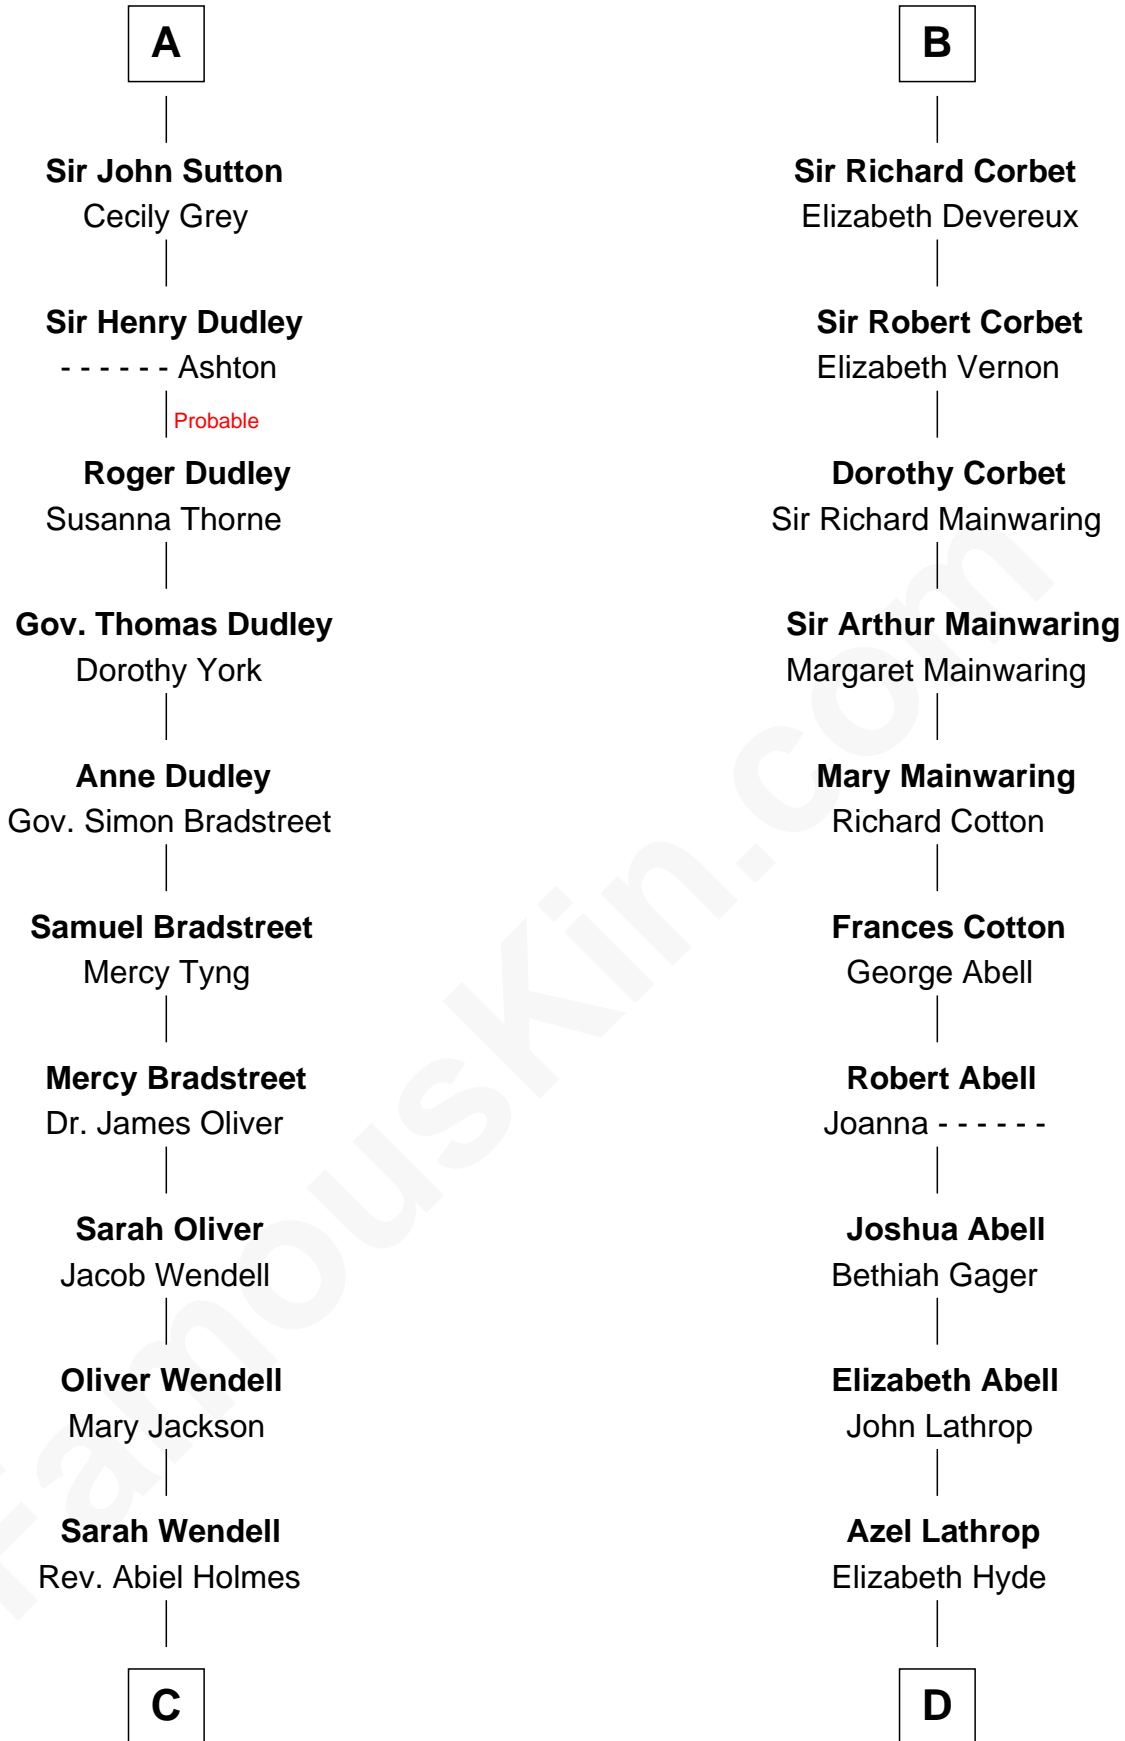 A
Sir John Sutton
Cecily Grey
Sir Henry Dudley
- - - - - - Ashton
Probable
Roger Dudley
Susanna Thorne
Gov. Thomas Dudley
Dorothy York
Anne Dudley
Gov. Simon Bradstreet
Samuel Bradstreet
Mercy Tyng
Mercy Bradstreet
Dr. James Oliver
Sarah Oliver
Jacob Wendell
Oliver Wendell
Mary Jackson
Sarah Wendell
Rev. Abiel Holmes
C
B
Sir Richard Corbet
Elizabeth Devereux
Sir Robert Corbet
Elizabeth Vernon
Dorothy Corbet
Sir Richard Mainwaring
Sir Arthur Mainwaring
Margaret Mainwaring
Mary Mainwaring
Richard Cotton
Frances Cotton
George Abell
Robert Abell
Joanna - - - - - -
Joshua Abell
Bethiah Gager
Elizabeth Abell
John Lathrop
Azel Lathrop
Elizabeth Hyde
D
FamousKin.com